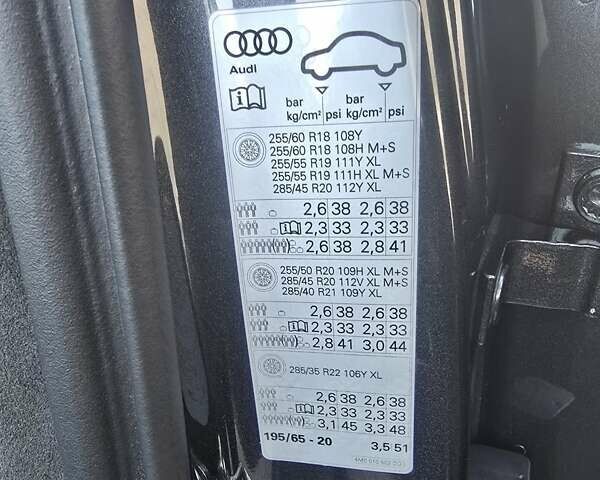 Audi
bar bar
kg/cm² psi kg/cm² psi
255/60 R18 108Y
255/60 R18 108H M+S
255/55 R19 111Y XL
255/55 R19 111H XL M+S
285/45 R20 112Y XL
2,6 38 2,6 38
2,3 33 2,3 33
2,6 38 2,8 41
255/50 R20 109H XL M+S
285/45 R20 112V XL M+S
285/40 R21 109Y XL
2,6 38 2,6 38
2,3 33 2,3 33
2,8 41 3,0 44
285/35 R22 106Y XL
2,6 38 2,6 38
2,3 33 2,3 33
3,1 45 3,3 48
195/65 - 20 3,5 51